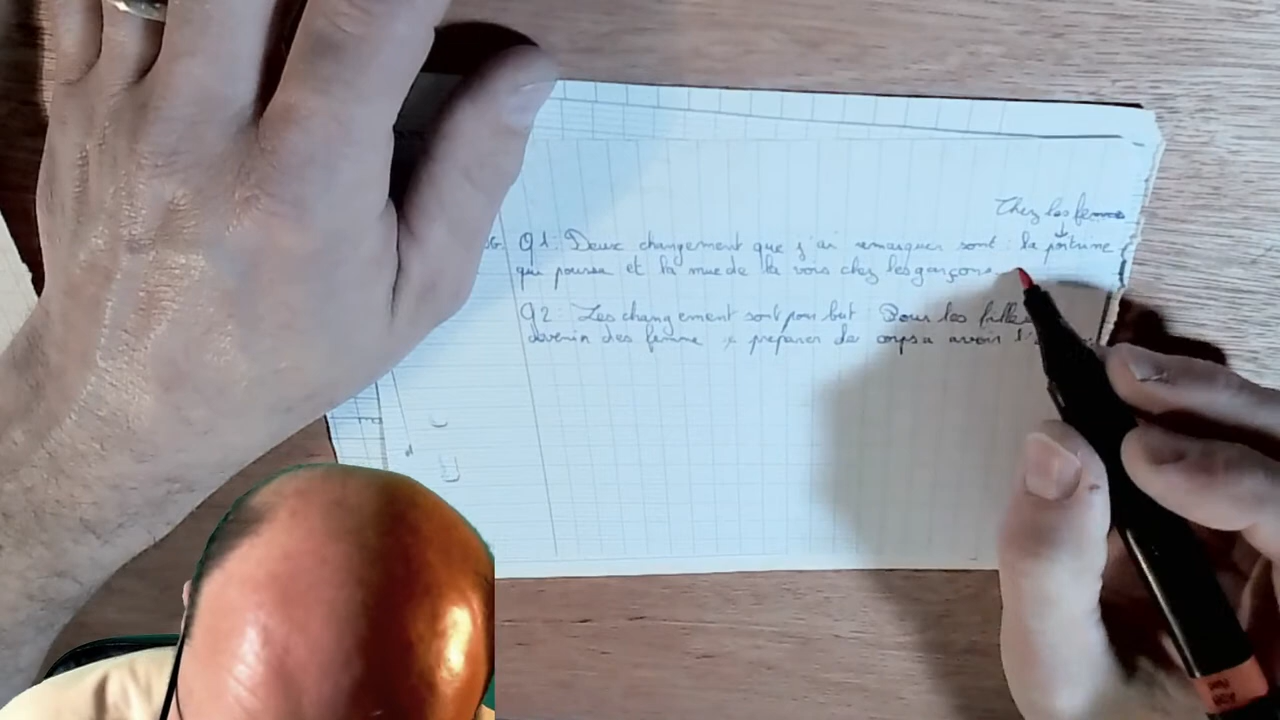 Chez les femmes
Q1: Deux changement que j'ai remarquer sont : la poitrine
qui pousse et la mue de la voix chez les garçons
Q2: Les changement sont pour but : Pour les filles
devenir des femme preparer le corps a avoir